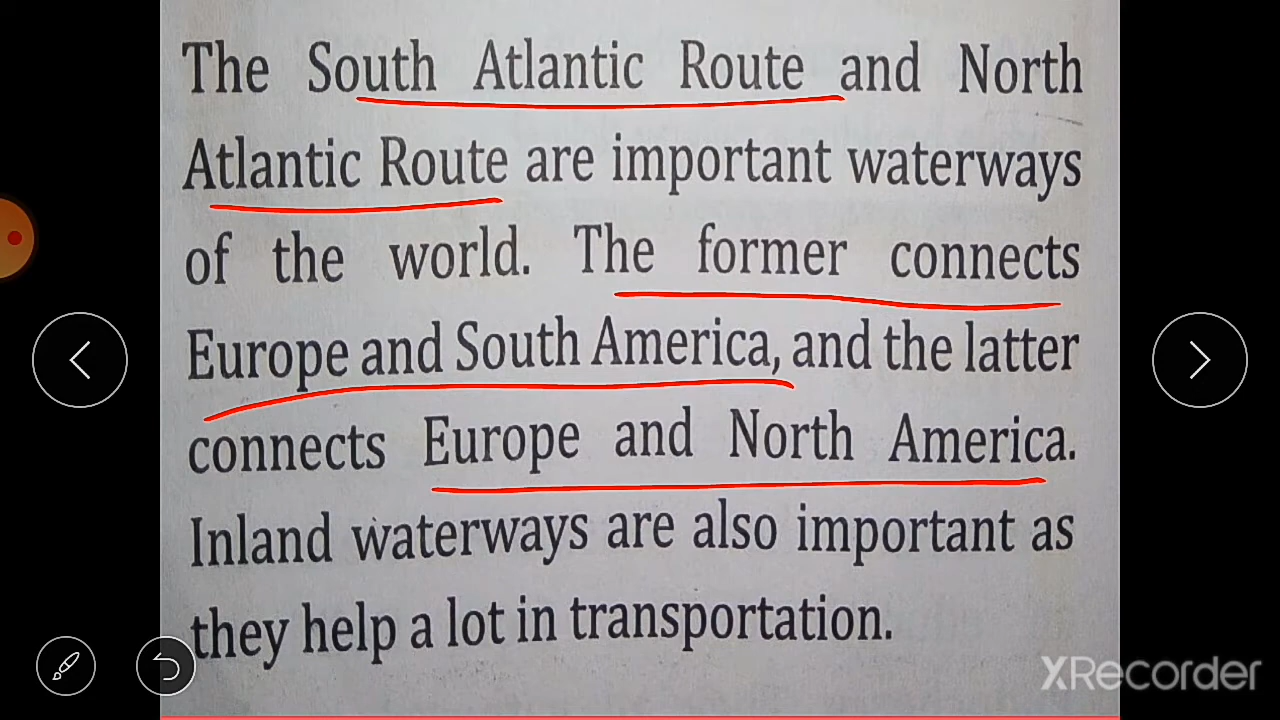 The South Atlantic Route and North
Atlantic Route are important waterways
of the world. The former connects
Europe and South America, and the latter
connects Europe and North America.
Inland waterways are also important as
they help a lot in transportation.
XRecorder